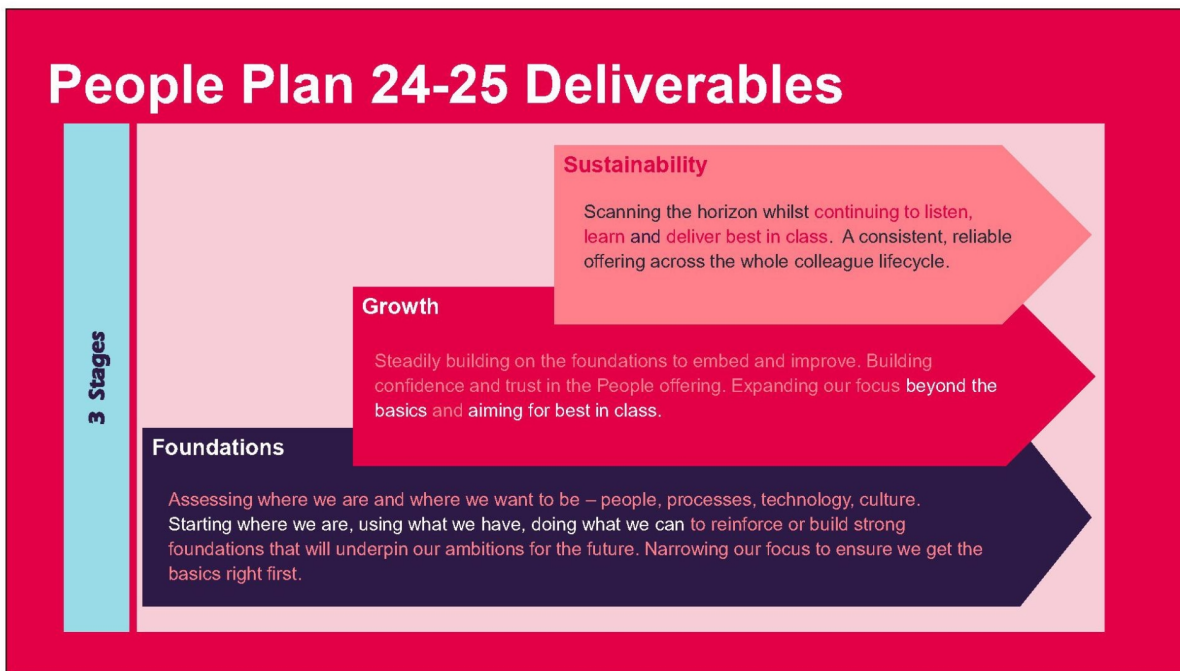 People Plan 24-25 Deliverables
3 Stages
Sustainability
Scanning the horizon whilst continuing to listen,
learn and deliver best in class.  A consistent, reliable
offering across the whole colleague lifecycle.
Growth
Steadily building on the foundations to embed and improve. Building
confidence and trust in the People offering. Expanding our focus beyond the
basics and aiming for best in class.
Foundations
Assessing where we are and where we want to be – people, processes, technology, culture.
Starting where we are, using what we have, doing what we can to reinforce or build strong
foundations that will underpin our ambitions for the future. Narrowing our focus to ensure we get the
basics right first.